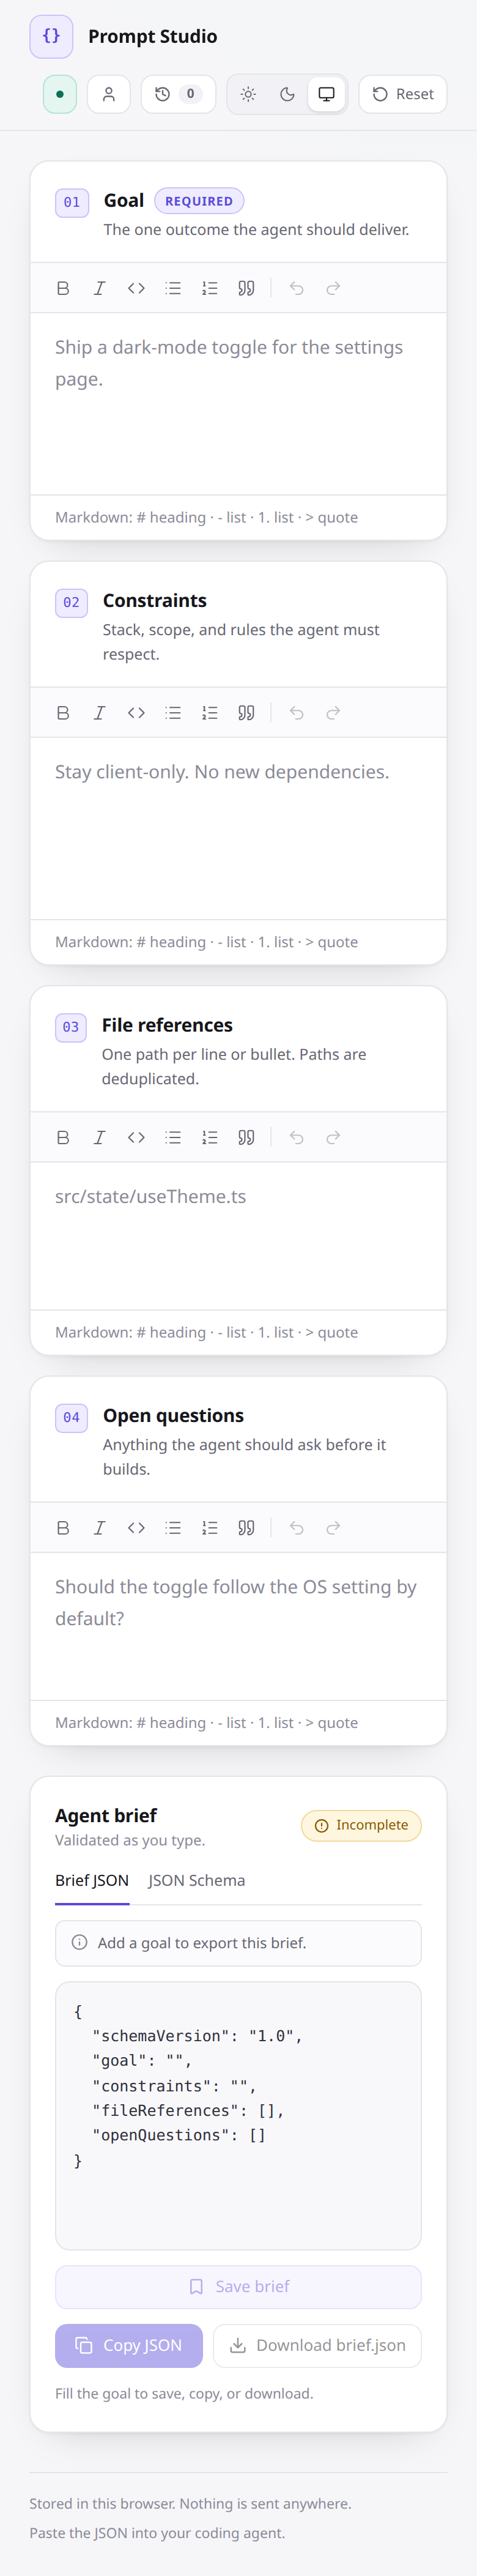 {} Prompt Studio
0 Reset
01 Goal REQUIRED
The one outcome the agent should deliver.
Ship a dark-mode toggle for the settings
page.
Markdown: # heading · - list · 1. list · > quote
02 Constraints
Stack, scope, and rules the agent must
respect.
Stay client-only. No new dependencies.
Markdown: # heading · - list · 1. list · > quote
03 File references
One path per line or bullet. Paths are
deduplicated.
src/state/useTheme.ts
Markdown: # heading · - list · 1. list · > quote
04 Open questions
Anything the agent should ask before it
builds.
Should the toggle follow the OS setting by
default?
Markdown: # heading · - list · 1. list · > quote
Agent brief
Incomplete
Validated as you type.
Brief JSON JSON Schema
Add a goal to export this brief.
{
  "schemaVersion": "1.0",
  "goal": "",
  "constraints": "",
  "fileReferences": [],
  "openQuestions": []
}
Save brief
Copy JSON Download brief.json
Fill the goal to save, copy, or download.
Stored in this browser. Nothing is sent anywhere.
Paste the JSON into your coding agent.